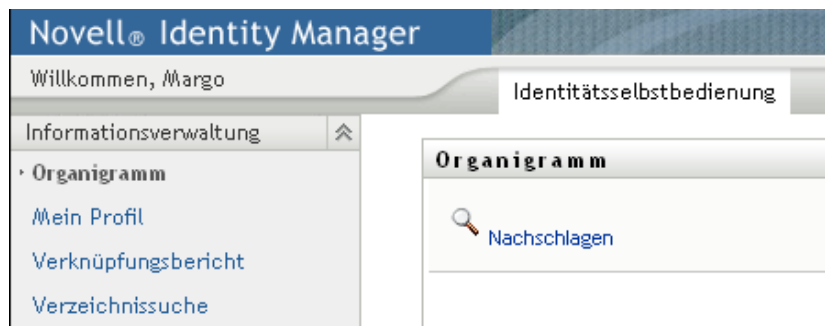 Novell® Identity Manager
Willkommen, Margo
Identitätsselbstbedienung
Informationsverwaltung
Organigramm
Mein Profil
Verknüpfungsbericht
Verzeichnissuche
Organigramm
Nachschlagen